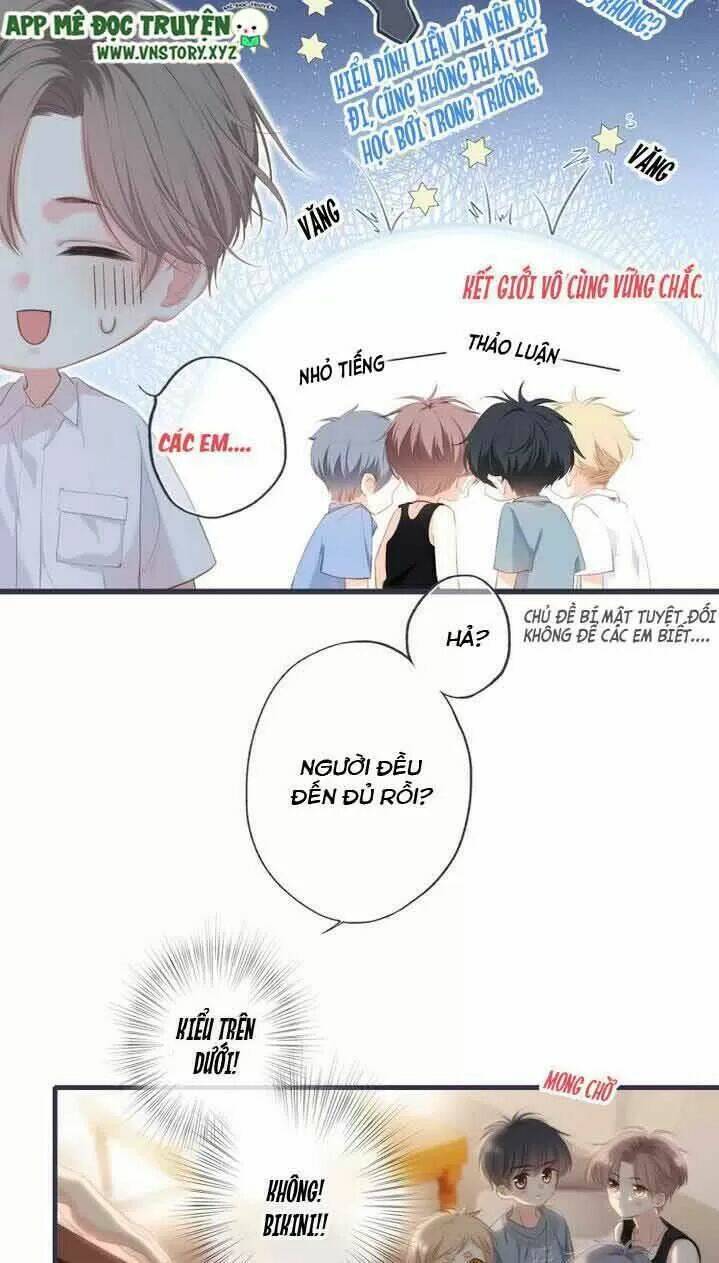 APP MÊ ĐỌC TRUYỆN
WWW.VNSTORY.XYZ
KHÔNG?
KIỂU DÍNH LIỀN VẪN NÊN BỎ
ĐI, CŨNG KHÔNG PHẢI TIẾT
HỌC BƠI TRONG TRƯỜNG.
VĂNG
VĂNG
KẾT GIỚI VÔ CÙNG VỮNG CHẮC.
THẢO LUẬN
NHỎ TIẾNG
CÁC EM....
HẢ?
CHỦ ĐỀ BÍ MẬT TUYỆT ĐỐI
KHÔNG ĐỂ CÁC EM BIẾT....
NGƯỜI ĐỀU
ĐẾN ĐỦ RỒI?
KIỂU TRÊN
DƯỚI!
MONG CHỜ
KHÔNG!
BIKINI!!